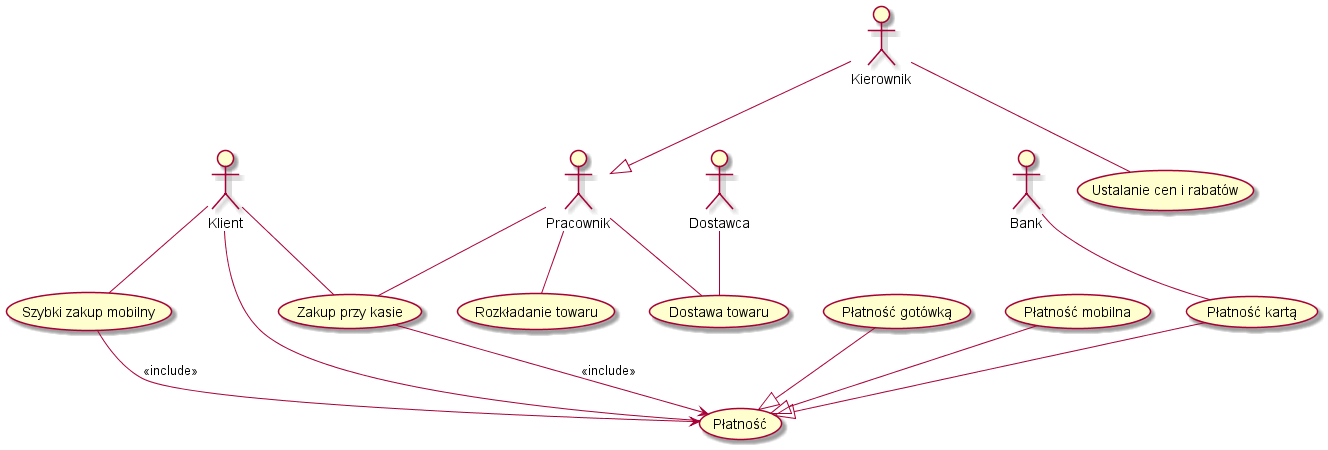 Kierownik
Klient
Pracownik
Dostawca
Bank
Ustalanie cen i rabatów
Szybki zakup mobilny
Zakup przy kasie
Rozkładanie towaru
Dostawa towaru
Płatność gotówką
Płatność mobilna
Płatność kartą
«include»
«include»
Płatność